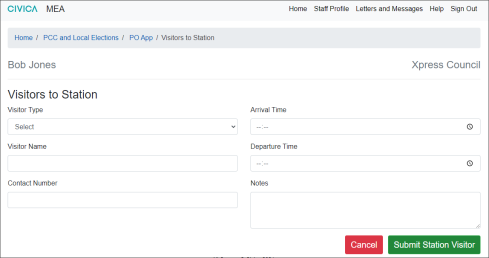 CIVICA MEA Home Staff Profile Letters and Messages Help Sign Out
Home / PCC and Local Elections / PO App / Visitors to Station
Bob Jones Xpress Council
Visitors to Station
Visitor Type Arrival Time
Select --:--
Visitor Name Departure Time
--:--
Contact Number Notes
Cancel Submit Station Visitor